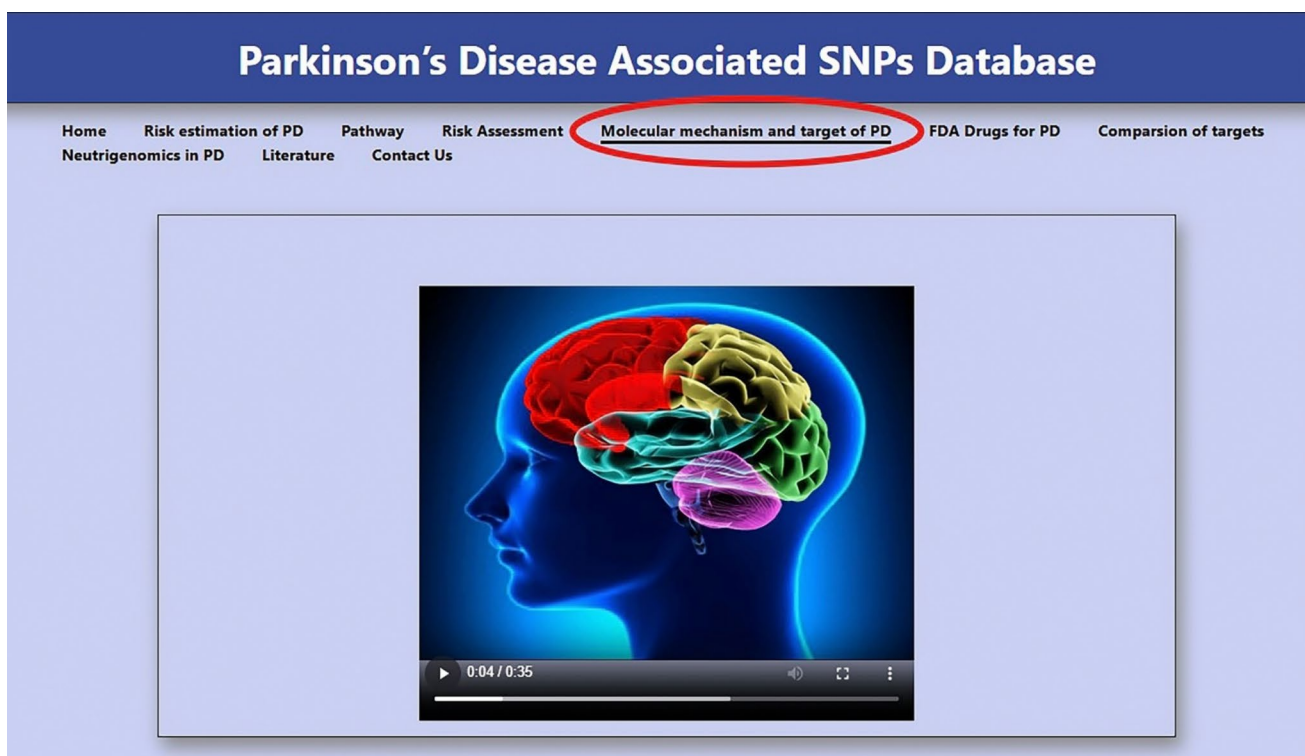 Parkinson's Disease Associated SNPs Database
Home Risk estimation of PD Pathway Risk Assessment Molecular mechanism and target of PD FDA Drugs for PD Comparsion of targets
Neutrigenomics in PD Literature Contact Us
0:04 / 0:35